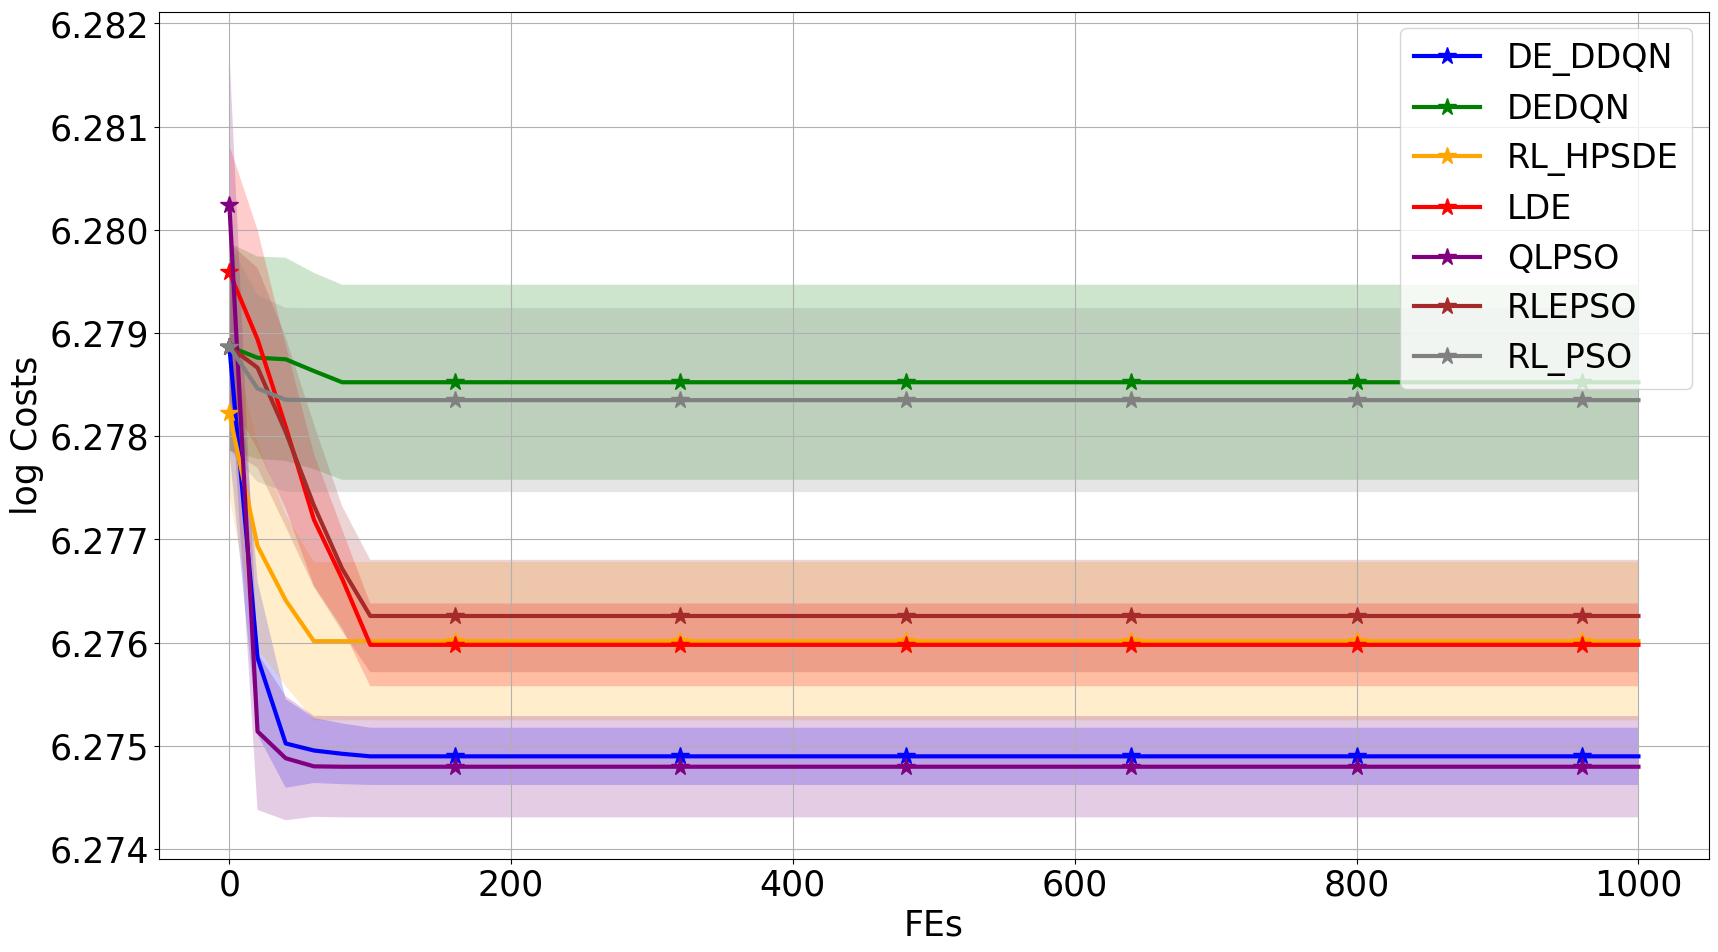 6.282
6.281
6.280
6.279
6.278
6.277
6.276
6.275
6.274
log Costs
0 200 400 600 800 1000
FEs
DE_DDQN
DEDQN
RL_HPSDE
LDE
QLPSO
RLEPSO
RL_PSO